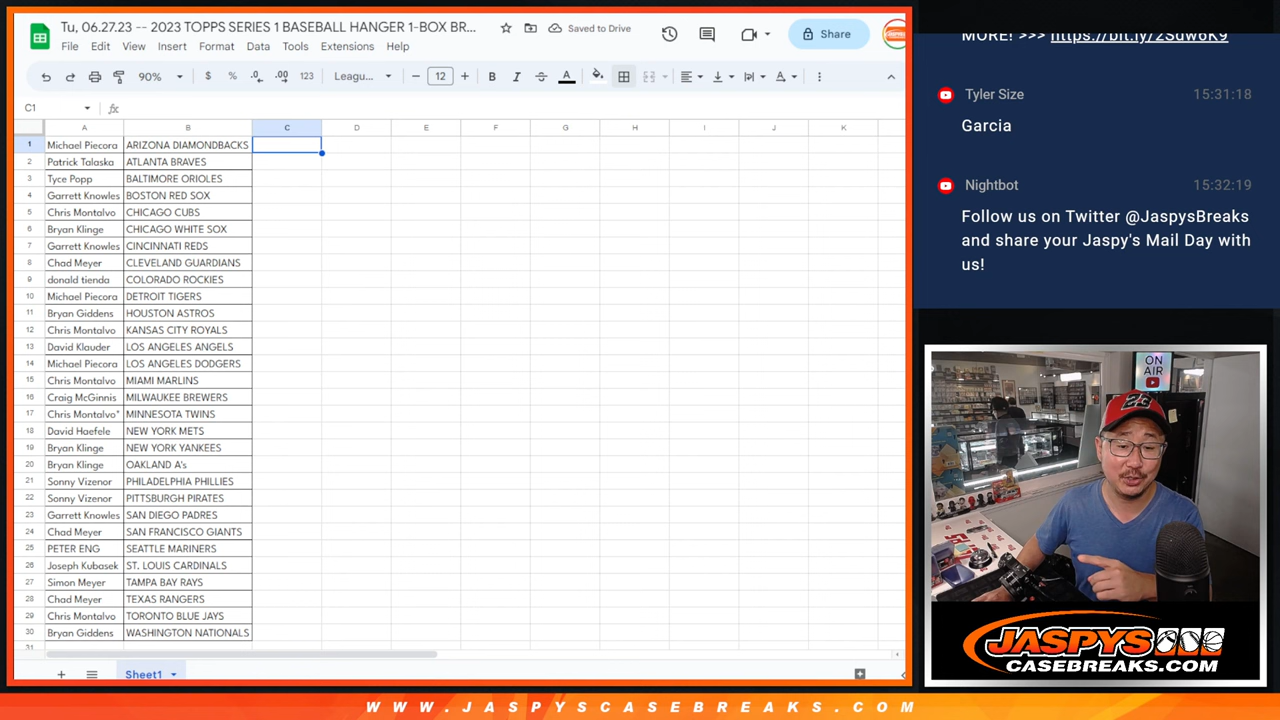 Tu, 06.27.23 -- 2023 TOPPS SERIES 1 BASEBALL HANGER 1-BOX BR...
Saved to Drive
Share
File Edit View Insert Format Data Tools Extensions Help
90% $ % .0 .00 123 Leagu... 12 B I A
C1 fx
A B C D E F G H I J K
1 Michael Piecora ARIZONA DIAMONDBACKS
2 Patrick Talaska ATLANTA BRAVES
3 Tyce Popp BALTIMORE ORIOLES
4 Garrett Knowles BOSTON RED SOX
5 Chris Montalvo CHICAGO CUBS
6 Bryan Klinge CHICAGO WHITE SOX
7 Garrett Knowles CINCINNATI REDS
8 Chad Meyer CLEVELAND GUARDIANS
9 donald tienda COLORADO ROCKIES
10 Michael Piecora DETROIT TIGERS
11 Bryan Giddens HOUSTON ASTROS
12 Chris Montalvo KANSAS CITY ROYALS
13 David Klauder LOS ANGELES ANGELS
14 Michael Piecora LOS ANGELES DODGERS
15 Chris Montalvo MIAMI MARLINS
16 Craig McGinnis MILWAUKEE BREWERS
17 Chris Montalvo* MINNESOTA TWINS
18 David Haefele NEW YORK METS
19 Bryan Klinge NEW YORK YANKEES
20 Bryan Klinge OAKLAND A's
21 Sonny Vizenor PHILADELPHIA PHILLIES
22 Sonny Vizenor PITTSBURGH PIRATES
23 Garrett Knowles SAN DIEGO PADRES
24 Chad Meyer SAN FRANCISCO GIANTS
25 PETER ENG SEATTLE MARINERS
26 Joseph Kubasek ST. LOUIS CARDINALS
27 Simon Meyer TAMPA BAY RAYS
28 Chad Meyer TEXAS RANGERS
29 Chris Montalvo TORONTO BLUE JAYS
30 Bryan Giddens WASHINGTON NATIONALS
31
Sheet1
MORE! >>> https://bit.ly/2Sdw6K9
Tyler Size 15:31:18
Garcia
Nightbot 15:32:19
Follow us on Twitter @JaspysBreaks
and share your Jaspy's Mail Day with
us!
ON
AIR
23
JASPYS
CASEBREAKS.COM
WWW.JASPYSCASEBREAKS.COM